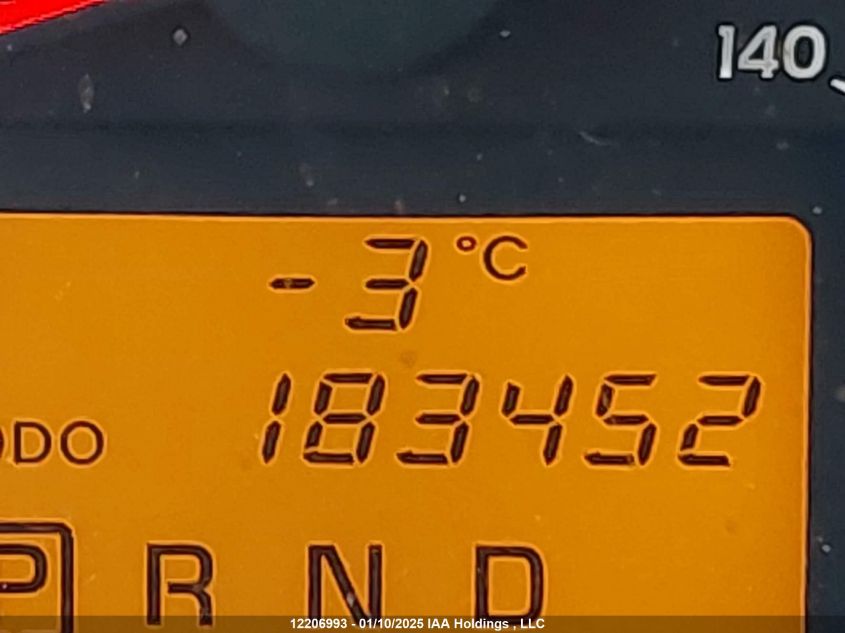 140
-3 °C
ODO 183452
P R N D
12206993 - 01/10/2025 IAA Holdings , LLC